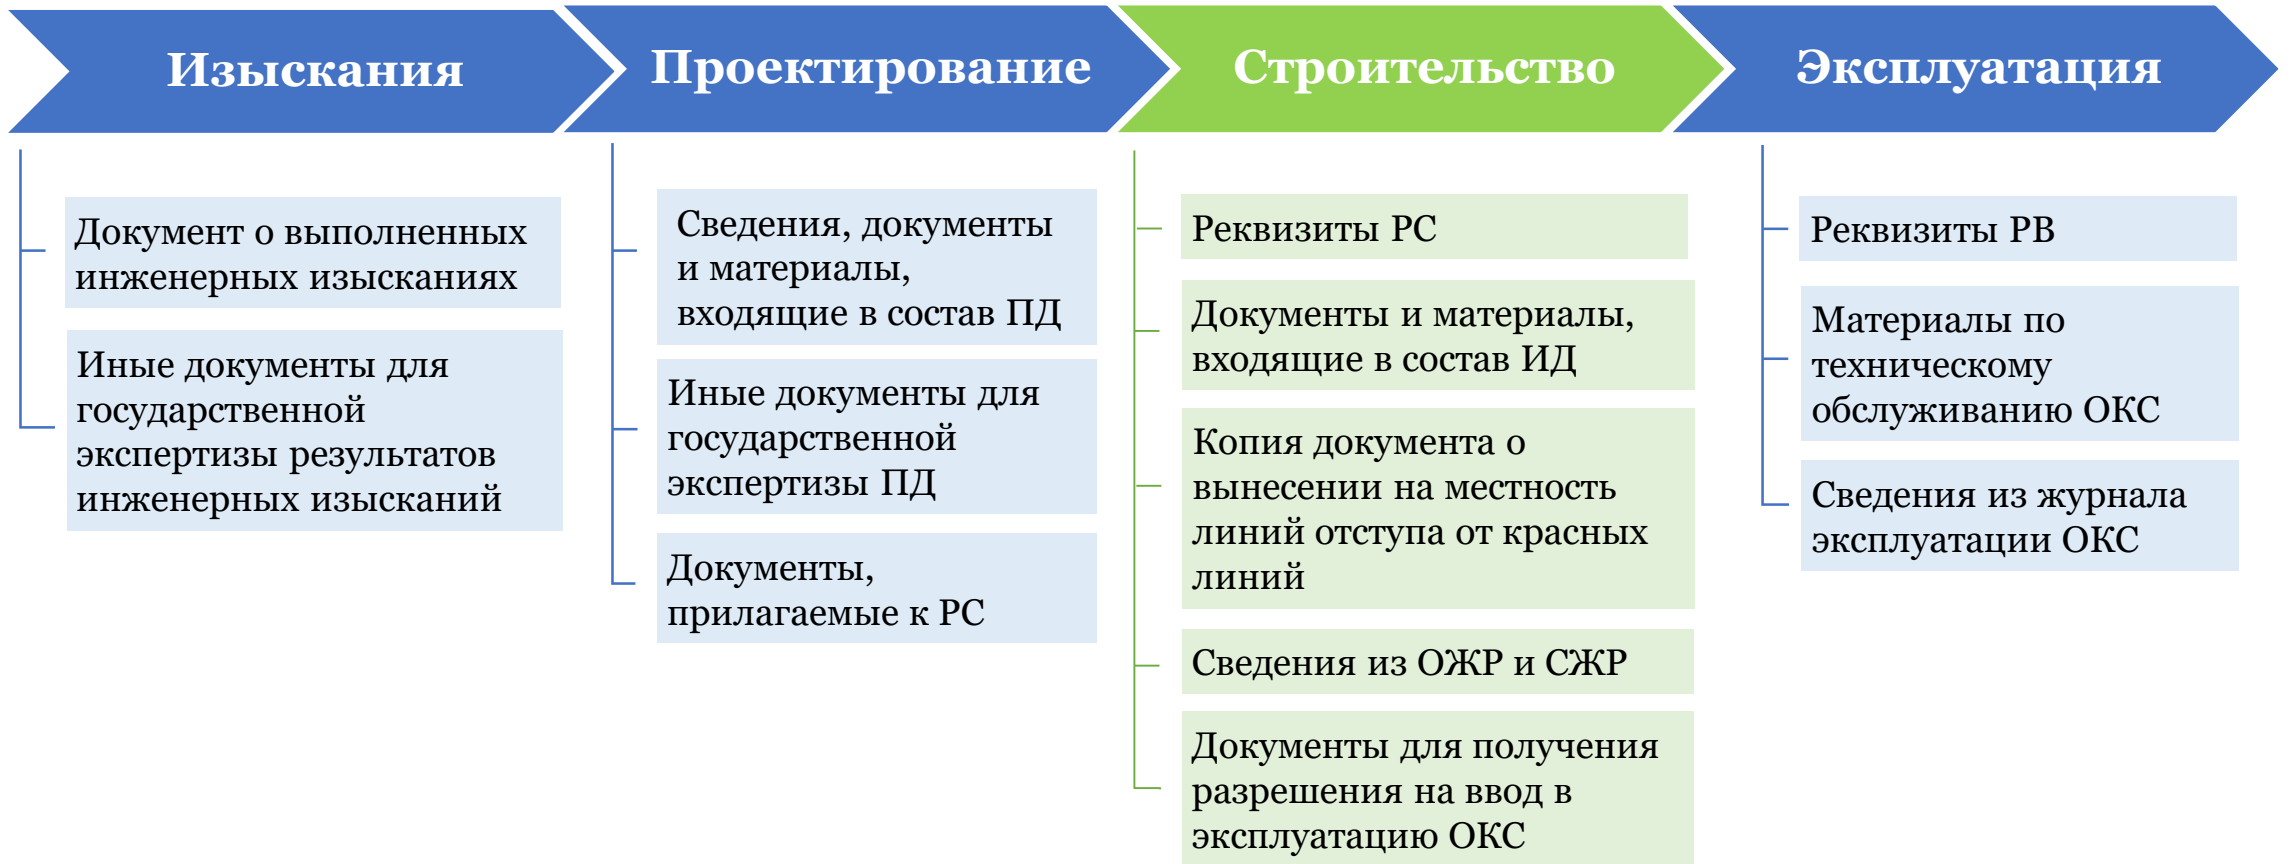 Изыскания
Проектирование
Строительство
Эксплуатация
Документ о выполненных
инженерных изысканиях
Иные документы для
государственной
экспертизы результатов
инженерных изысканий
Сведения, документы
и материалы,
входящие в состав ПД
Иные документы для
государственной
экспертизы ПД
Документы,
прилагаемые к РС
Реквизиты РС
Документы и материалы,
входящие в состав ИД
Копия документа о
вынесении на местность
линий отступа от красных
линий
Сведения из ОЖР и СЖР
Документы для получения
разрешения на ввод в
эксплуатацию ОКС
Реквизиты РВ
Материалы по
техническому
обслуживанию ОКС
Сведения из журнала
эксплуатации ОКС